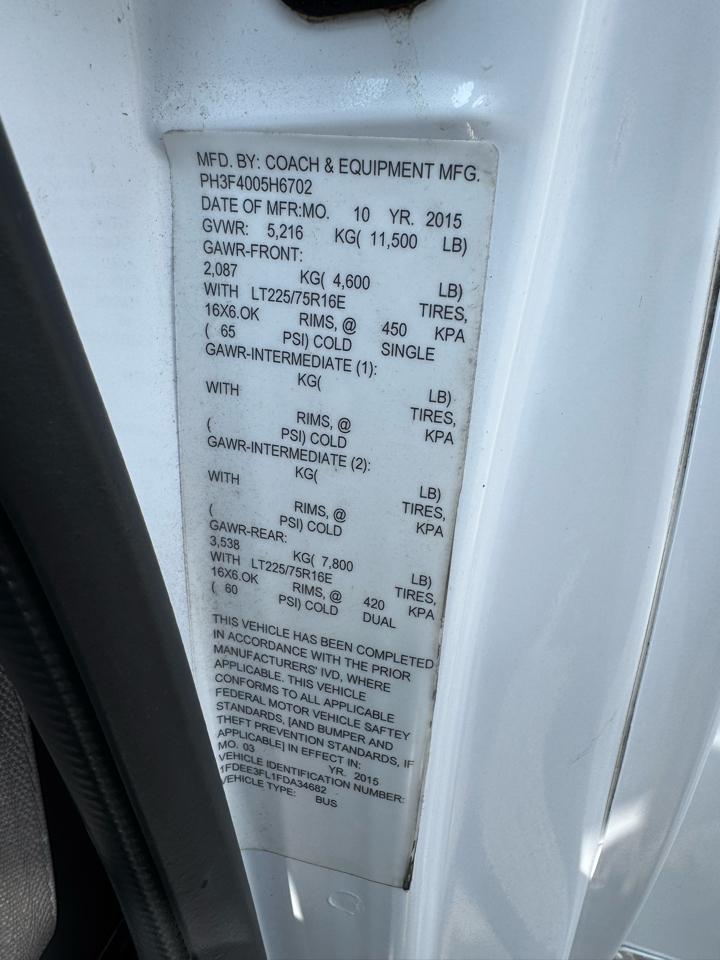 MFD. BY: COACH & EQUIPMENT MFG.
PH3F4005H6702
DATE OF MFR:MO. 10 YR. 2015
GVWR: 5,216 KG( 11,500 LB)
GAWR-FRONT:
2,087 KG( 4,600 LB)
WITH LT225/75R16E TIRES,
16X6.OK RIMS, @ 450 KPA
( 65 PSI) COLD SINGLE
GAWR-INTERMEDIATE (1):
KG( LB)
WITH TIRES,
RIMS, @ KPA
( PSI) COLD
GAWR-INTERMEDIATE (2):
KG( LB)
WITH TIRES,
RIMS, @ KPA
( PSI) COLD
GAWR-REAR:
3,538 KG( 7,800 LB)
WITH LT225/75R16E TIRES,
16X6.OK RIMS, @ 420 KPA
( 60 PSI) COLD DUAL
THIS VEHICLE HAS BEEN COMPLETED
IN ACCORDANCE WITH THE PRIOR
MANUFACTURERS' IVD, WHERE
APPLICABLE. THIS VEHICLE
CONFORMS TO ALL APPLICABLE
FEDERAL MOTOR VEHICLE SAFTEY
STANDARDS, [AND BUMPER AND
THEFT PREVENTION STANDARDS, IF
APPLICABLE] IN EFFECT IN:
MO. 03 YR. 2015
VEHICLE IDENTIFICATION NUMBER:
1FDEE3FL1FDA34682
VEHICLE TYPE: BUS